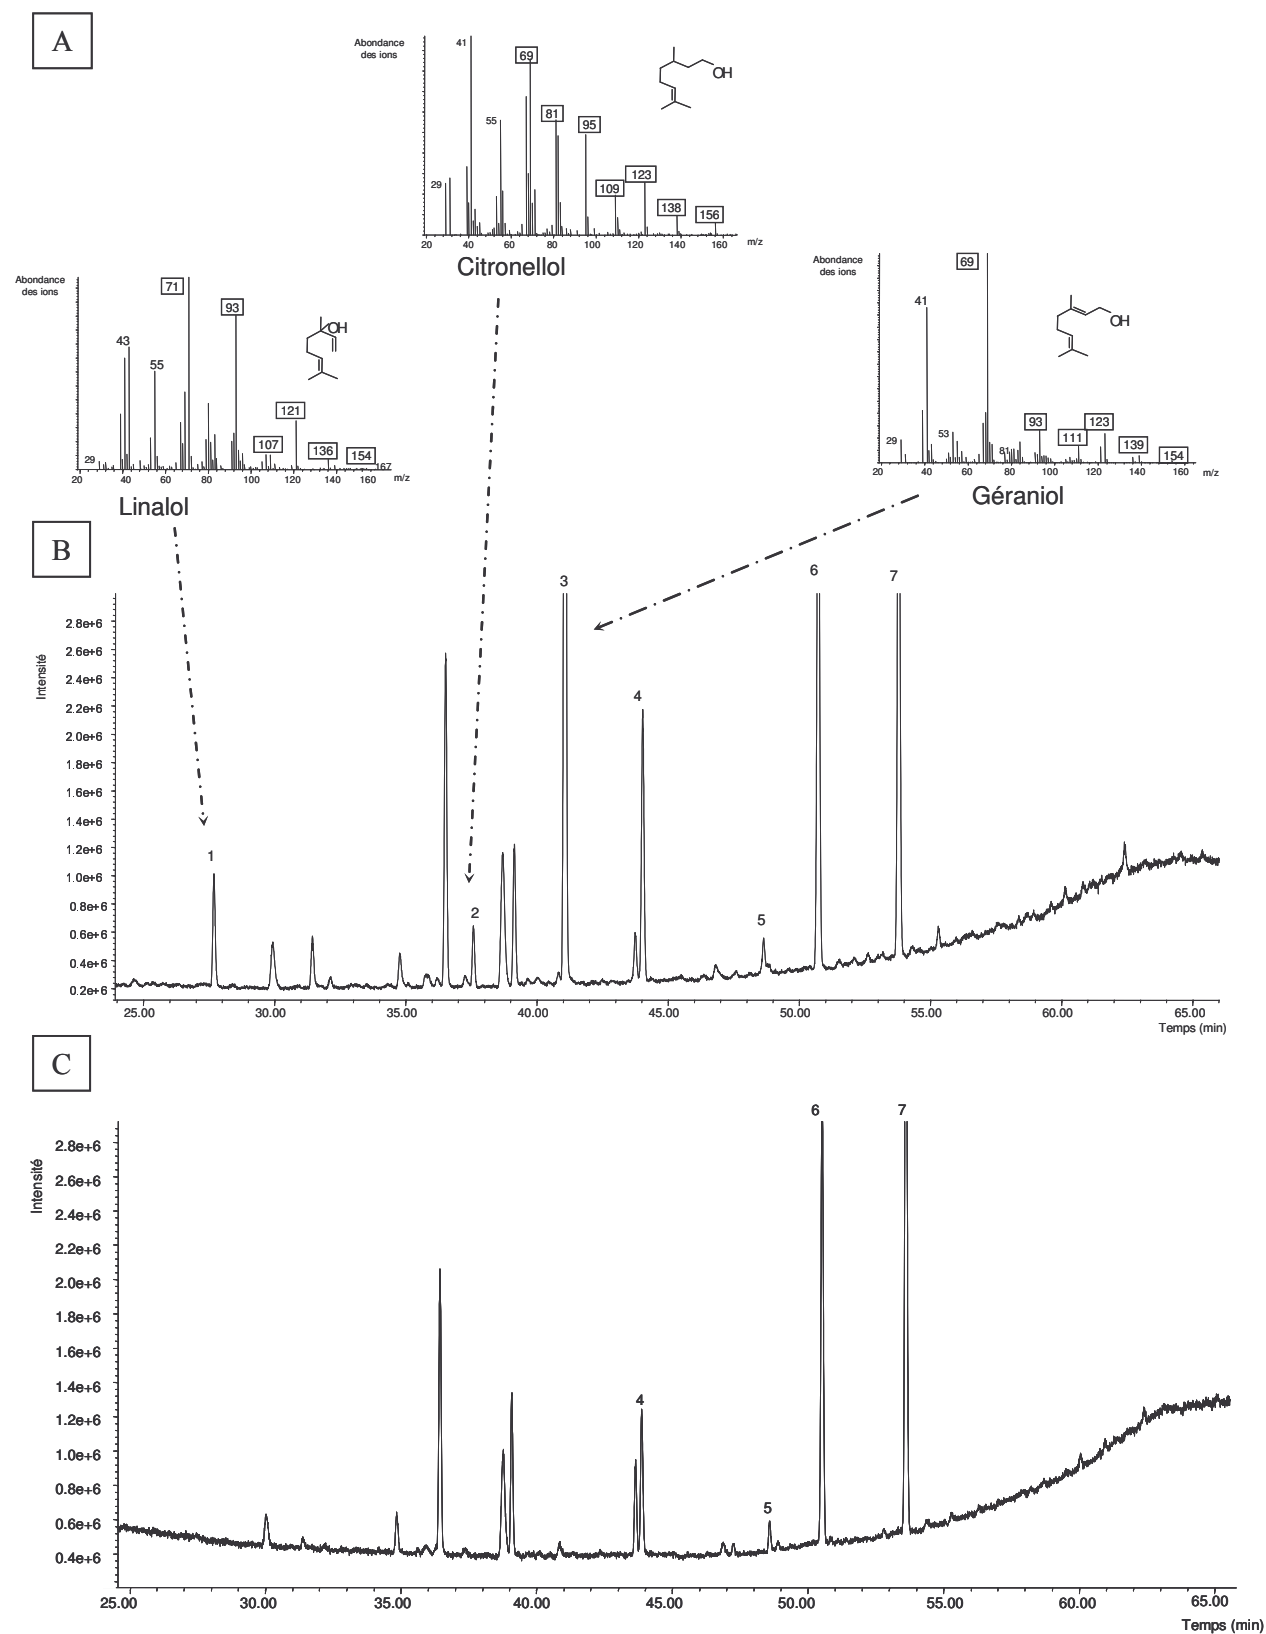 A
Abondance
des ions
41
69
55
81
95
29
109
123
138
156
OH
20 40 60 80 100 120 140 160 m/z
Citronellol
Abondance
des ions
71
93
43
55
29
107
121
136
154
167
OH
20 40 60 80 100 120 140 160 m/z
Linalol
Abondance
des ions
69
41
29
53
81
93
111
123
139
154
OH
20 40 60 80 100 120 140 160 m/z
Géraniol
B
Intensité
2.8e+6
2.6e+6
2.4e+6
2.2e+6
2.0e+6
1.8e+6
1.6e+6
1.4e+6
1.2e+6
1.0e+6
0.8e+6
0.6e+6
0.4e+6
0.2e+6
1
2
3
4
5
6
7
25.00 30.00 35.00 40.00 45.00 50.00 55.00 60.00 65.00
Temps (min)
C
Intensité
2.8e+6
2.6e+6
2.4e+6
2.2e+6
2.0e+6
1.8e+6
1.6e+6
1.4e+6
1.2e+6
1.0e+6
0.8e+6
0.6e+6
0.4e+6
4
5
6
7
25.00 30.00 35.00 40.00 45.00 50.00 55.00 60.00 65.00
Temps (min)